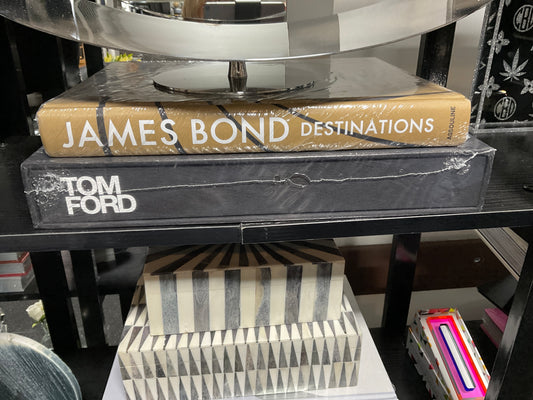 JAMES BOND DESTINATIONS ASSOULINE
TOM
FORD